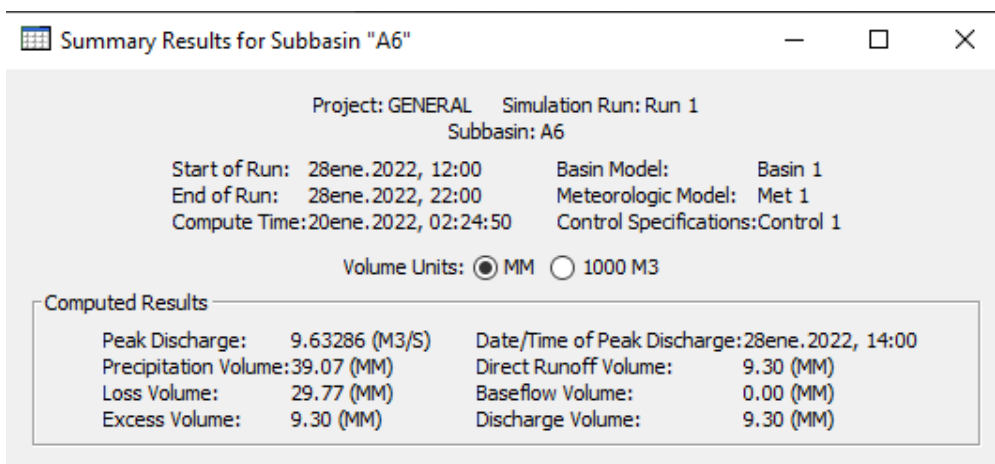 Summary Results for Subbasin "A6"
Project: GENERAL Simulation Run: Run 1
Subbasin: A6
Start of Run: 28ene.2022, 12:00 Basin Model: Basin 1
End of Run: 28ene.2022, 22:00 Meteorologic Model: Met 1
Compute Time:20ene.2022, 02:24:50 Control Specifications:Control 1
Volume Units: MM 1000 M3
Computed Results
Peak Discharge: 9.63286 (M3/S) Date/Time of Peak Discharge:28ene.2022, 14:00
Precipitation Volume:39.07 (MM) Direct Runoff Volume: 9.30 (MM)
Loss Volume: 29.77 (MM) Baseflow Volume: 0.00 (MM)
Excess Volume: 9.30 (MM) Discharge Volume: 9.30 (MM)